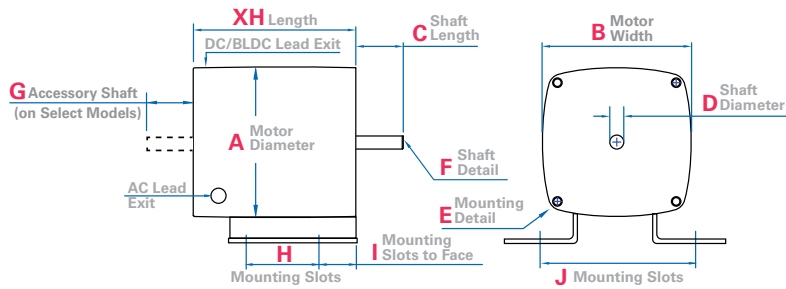 XH Length
DC/BLDC Lead Exit
C Shaft
Length
G Accessory Shaft
(on Select Models)
A Motor
Diameter
F Shaft
Detail
AC Lead
Exit
H
Mounting Slots
I Mounting
Slots to Face
B Motor
Width
D Shaft
Diameter
E Mounting
Detail
J Mounting Slots